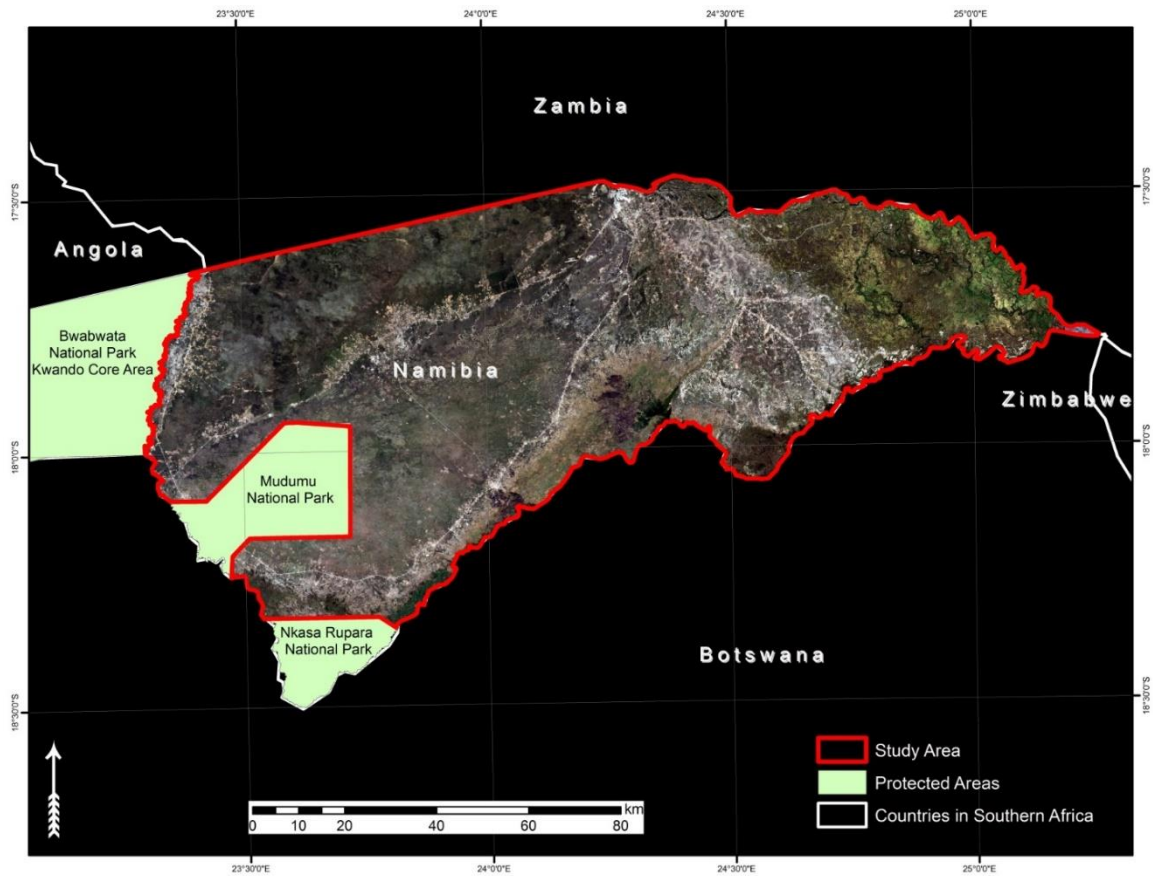 23°30'0"E 24°0'0"E 24°30'0"E 25°0'0"E
Zambia
17°30'0"S
17°30'0"S
Angola
Bwabwata
National Park
Kwando Core Area
Namibia
Zimbabwe
18°0'0"S
18°0'0"S
Mudumu
National Park
Nkasa Rupara
National Park
Botswana
18°30'0"S
18°30'0"S
Study Area
Protected Areas
Countries in Southern Africa
km
0 10 20 40 60 80
23°30'0"E 24°0'0"E 24°30'0"E 25°0'0"E